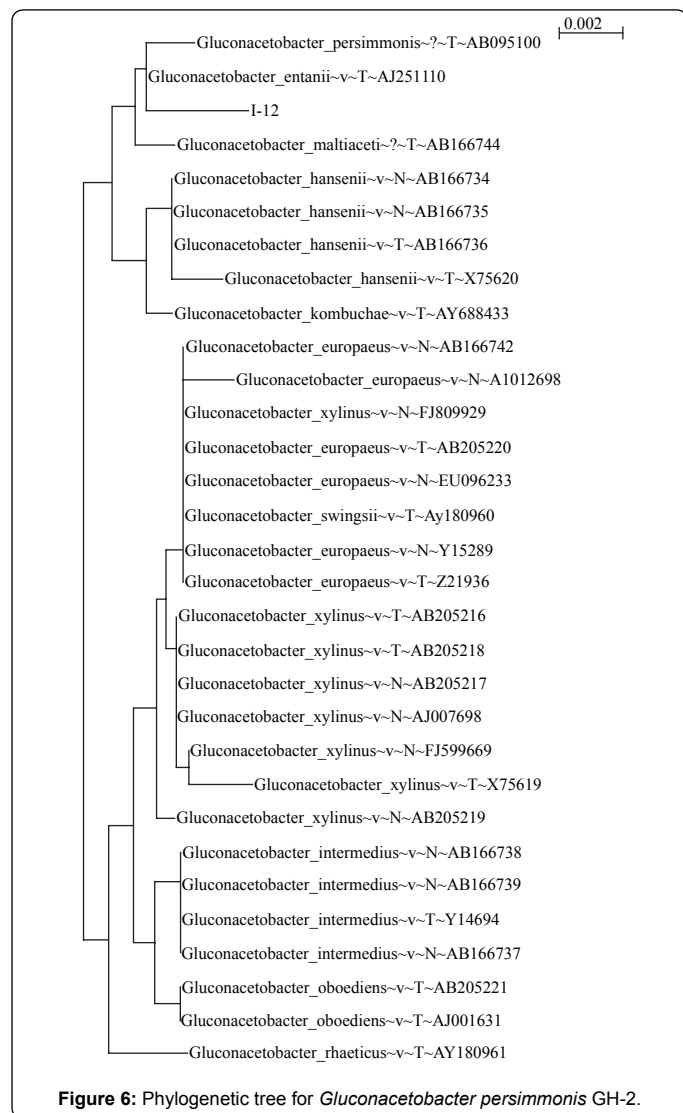 0.002
Gluconacetobacter_persimmonis~?~T~AB095100
Gluconacetobacter_entanii~v~T~AJ251110
I-12
Gluconacetobacter_maltiaceti~?~T~AB166744
Gluconacetobacter_hansenii~v~N~AB166734
Gluconacetobacter_hansenii~v~N~AB166735
Gluconacetobacter_hansenii~v~T~AB166736
Gluconacetobacter_hansenii~v~T~X75620
Gluconacetobacter_kombuchae~v~T~AY688433
Gluconacetobacter_europaeus~v~N~AB166742
Gluconacetobacter_europaeus~v~N~A1012698
Gluconacetobacter_xylinus~v~N~FJ809929
Gluconacetobacter_europaeus~v~T~AB205220
Gluconacetobacter_europaeus~v~N~EU096233
Gluconacetobacter_swingsii~v~T~Ay180960
Gluconacetobacter_europaeus~v~N~Y15289
Gluconacetobacter_europaeus~v~T~Z21936
Gluconacetobacter_xylinus~v~T~AB205216
Gluconacetobacter_xylinus~v~T~AB205218
Gluconacetobacter_xylinus~v~N~AB205217
Gluconacetobacter_xylinus~v~N~AJ007698
Gluconacetobacter_xylinus~v~N~FJ599669
Gluconacetobacter_xylinus~v~T~X75619
Gluconacetobacter_xylinus~v~N~AB205219
Gluconacetobacter_intermedius~v~N~AB166738
Gluconacetobacter_intermedius~v~N~AB166739
Gluconacetobacter_intermedius~v~T~Y14694
Gluconacetobacter_intermedius~v~N~AB166737
Gluconacetobacter_oboediens~v~T~AB205221
Gluconacetobacter_oboediens~v~T~AJ001631
Gluconacetobacter_rhaeticus~v~T~AY180961
Figure 6: Phylogenetic tree for Gluconacetobacter persimmonis GH-2.